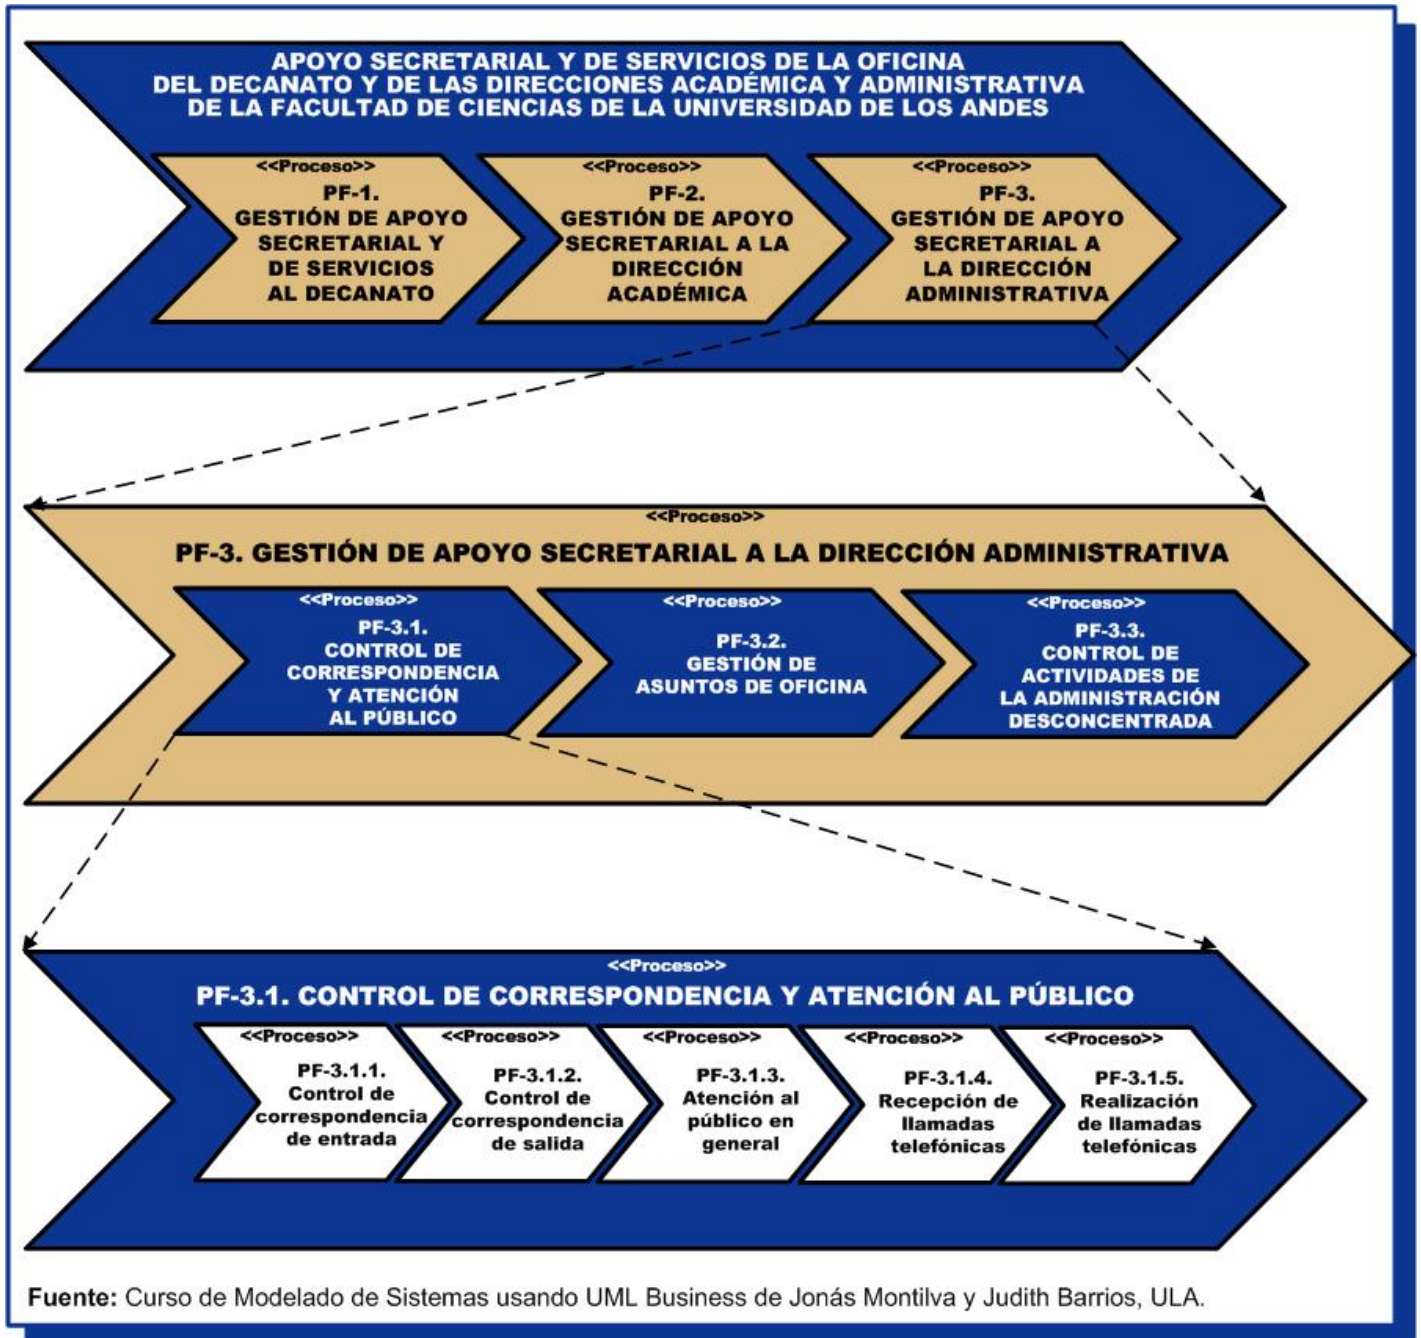 APOYO SECRETARIAL Y DE SERVICIOS DE LA OFICINA
DEL DECANATO Y DE LAS DIRECCIONES ACADÉMICA Y ADMINISTRATIVA
DE LA FACULTAD DE CIENCIAS DE LA UNIVERSIDAD DE LOS ANDES
<<Proceso>>
PF-1.
GESTIÓN DE APOYO
SECRETARIAL Y
DE SERVICIOS
AL DECANATO
<<Proceso>>
PF-2.
GESTIÓN DE APOYO
SECRETARIAL A LA
DIRECCIÓN
ACADÉMICA
<<Proceso>>
PF-3.
GESTIÓN DE APOYO
SECRETARIAL A
LA DIRECCIÓN
ADMINISTRATIVA
<<Proceso>>
PF-3. GESTIÓN DE APOYO SECRETARIAL A LA DIRECCIÓN ADMINISTRATIVA
<<Proceso>>
PF-3.1.
CONTROL DE
CORRESPONDENCIA
Y ATENCIÓN
AL PÚBLICO
<<Proceso>>
PF-3.2.
GESTIÓN DE
ASUNTOS DE OFICINA
<<Proceso>>
PF-3.3.
CONTROL DE
ACTIVIDADES DE
LA ADMINISTRACIÓN
DESCONCENTRADA
<<Proceso>>
PF-3.1. CONTROL DE CORRESPONDENCIA Y ATENCIÓN AL PÚBLICO
<<Proceso>>
PF-3.1.1.
Control de
correspondencia
de entrada
<<Proceso>>
PF-3.1.2.
Control de
correspondencia
de salida
<<Proceso>>
PF-3.1.3.
Atención al
público en
general
<<Proceso>>
PF-3.1.4.
Recepción de
llamadas
telefónicas
<<Proceso>>
PF-3.1.5.
Realización
de llamadas
telefónicas
Fuente: Curso de Modelado de Sistemas usando UML Business de Jonás Montilva y Judith Barrios, ULA.